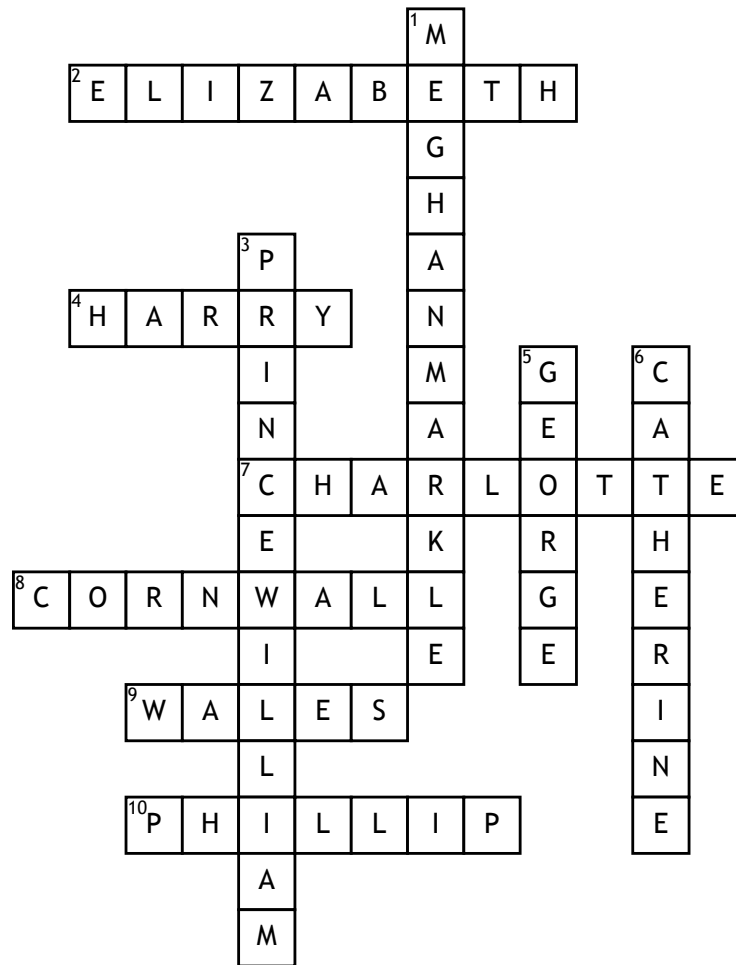 1 M
2 E L I Z A B E T H
G
H
3 P A
4 H A R R Y N
I M 5 G 6 C
N A E A
7 C H A R L O T T E
E K R H
8 C O R N W A L L L G E
I E E R
9 W A L E S I
L N
10 P H I L L I P E
A
M